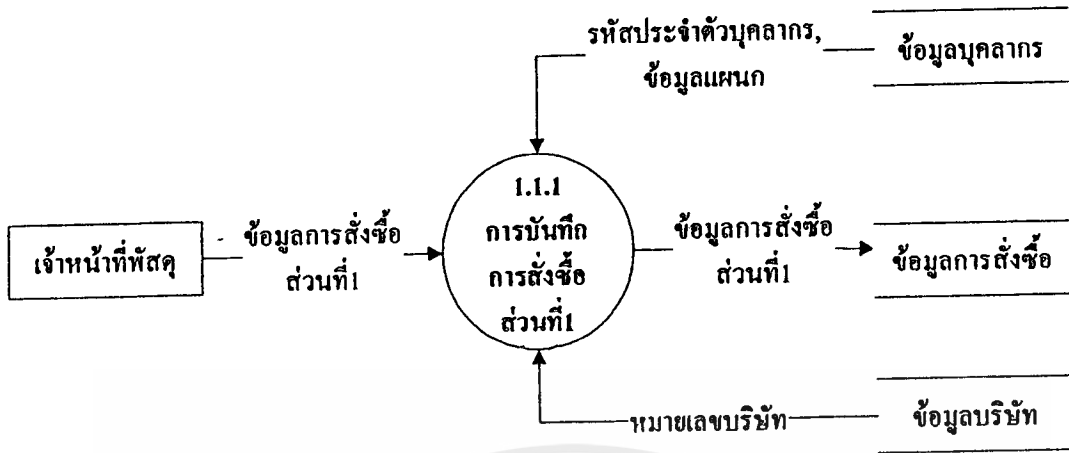 รหัสประจำตัวบุคลากร,
ข้อมูลแผนก
ข้อมูลบุคลากร
เจ้าหน้าที่พัสดุ
ข้อมูลการสั่งซื้อ
ส่วนที่1
1.1.1
การบันทึก
การสั่งซื้อ
ส่วนที่1
ข้อมูลการสั่งซื้อ
ส่วนที่1
ข้อมูลการสั่งซื้อ
หมายเลขบริษัท
ข้อมูลบริษัท